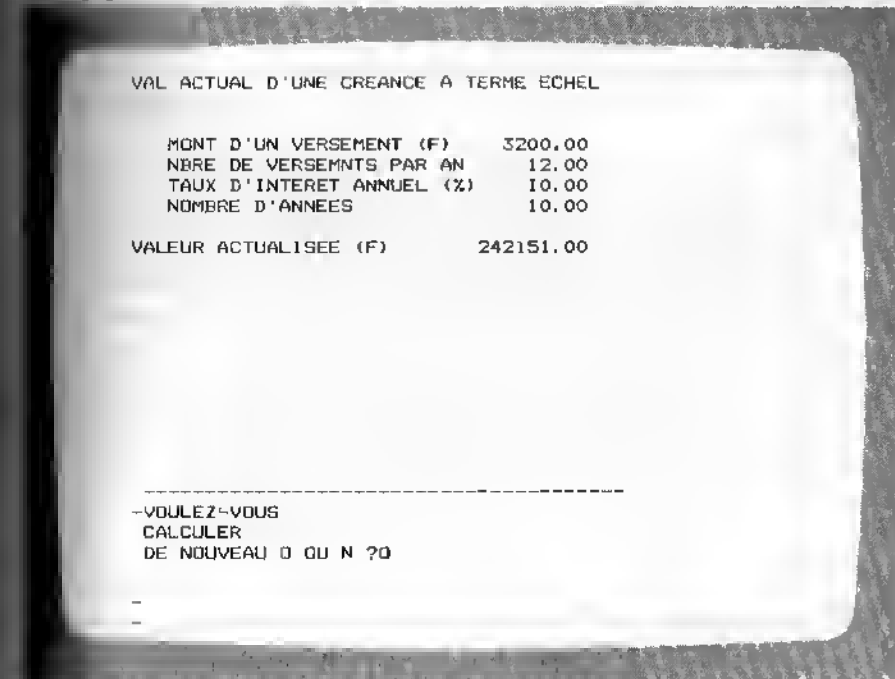 VAL ACTUAL D'UNE CREANCE A TERME ECHEL
MONT D'UN VERSEMENT (F) 3200.00
NBRE DE VERSEMNTS PAR AN 12.00
TAUX D'INTERET ANNUEL (%) 10.00
NOMBRE D'ANNEES 10.00
VALEUR ACTUALISEE (F) 242151.00
-VOULEZ-VOUS
CALCULER
DE NOUVEAU O OU N ?O